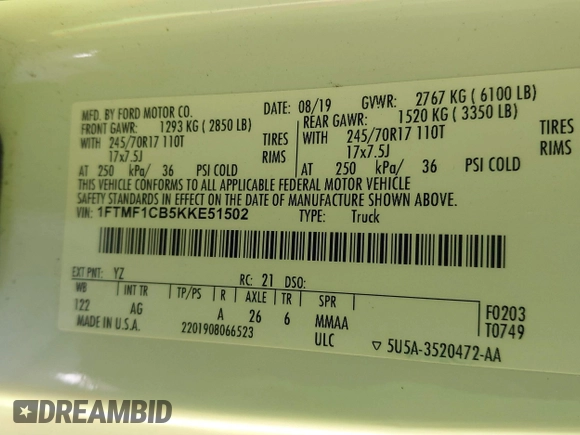 MFD. BY FORD MOTOR CO.
DATE: 08/19 GVWR: 2767 KG ( 6100 LB)
FRONT GAWR: 1293 KG ( 2850 LB)
REAR GAWR: 1520 KG ( 3350 LB)
WITH 245/70R17 110T TIRES WITH 245/70R17 110T TIRES
17x7.5J RIMS 17x7.5J RIMS
AT 250 kPa/ 36 PSI COLD AT 250 kPa/ 36 PSI COLD
THIS VEHICLE CONFORMS TO ALL APPLICABLE FEDERAL MOTOR VEHICLE
SAFETY STANDARDS IN EFFECT ON THE DATE OF MANUFACTURE SHOWN ABOVE.
VIN: 1FTMF1CB5KKE51502 TYPE: Truck
EXT PNT: YZ RC: 21 DSO:
WB INT TR TP/PS R AXLE TR SPR
122 AG A 26 6 MMAA F0203
MADE IN U.S.A. 2201908066523 ULC T0749
▽ 5U5A-3520472-AA
DREAMBID